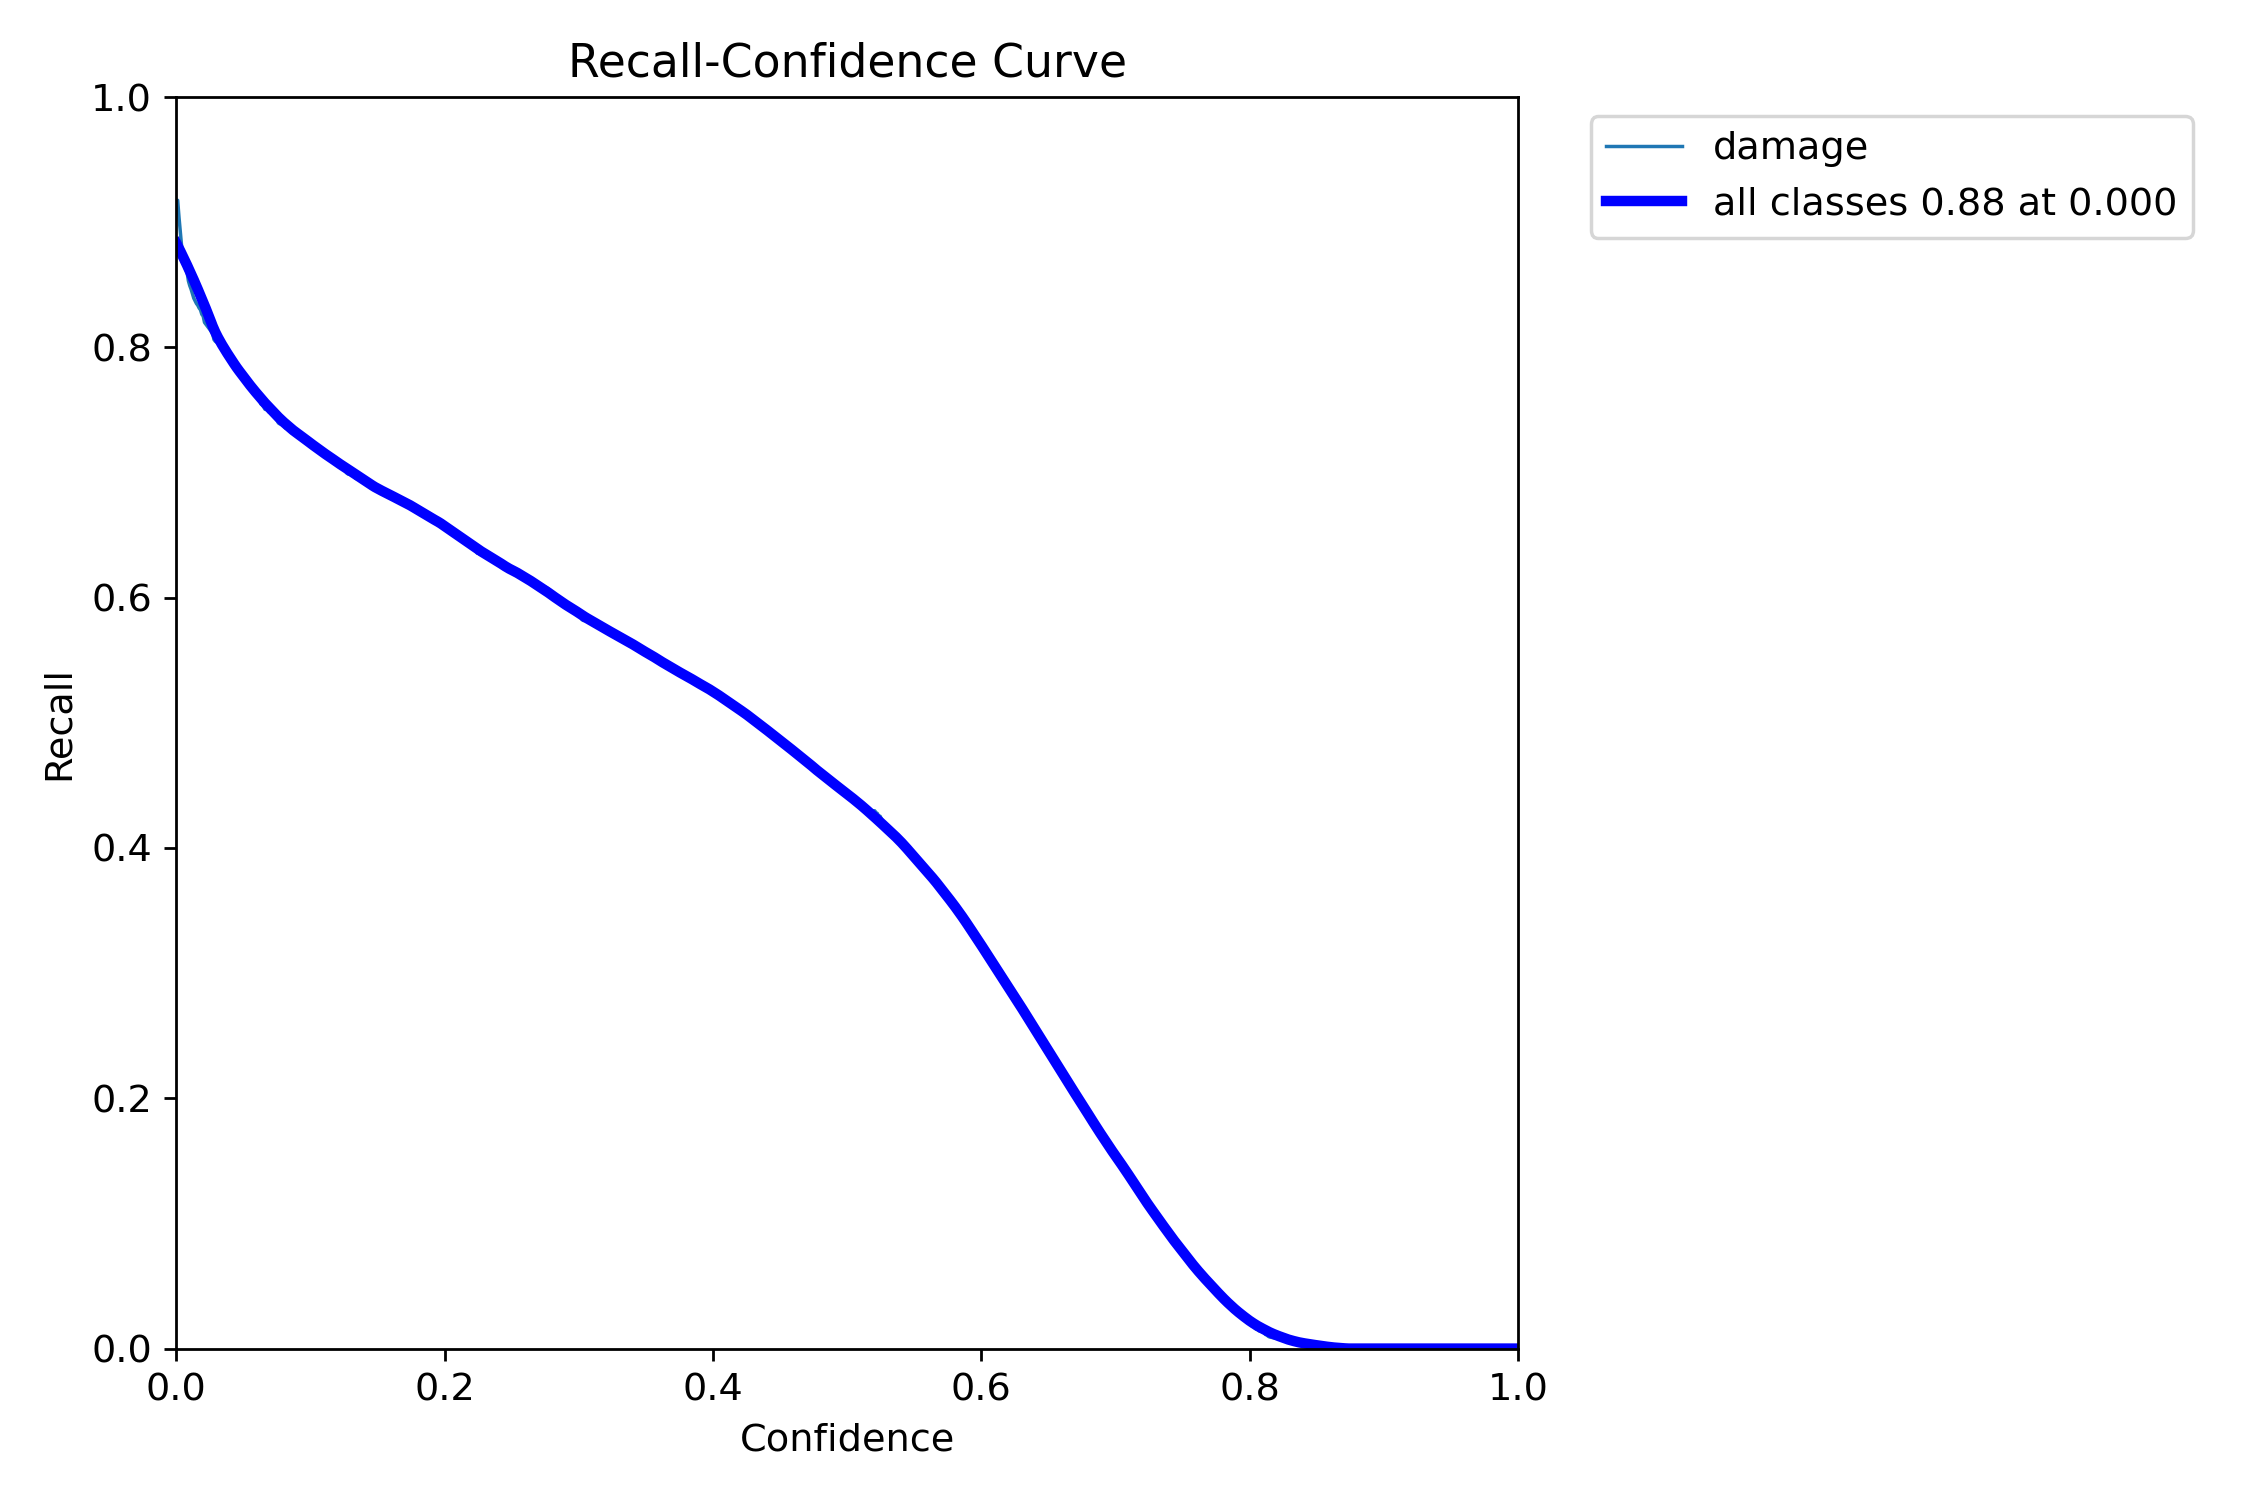 Recall-Confidence Curve
1.0
0.8
0.6
0.4
0.2
0.0
Recall
0.0 0.2 0.4 0.6 0.8 1.0
Confidence
damage
all classes 0.88 at 0.000